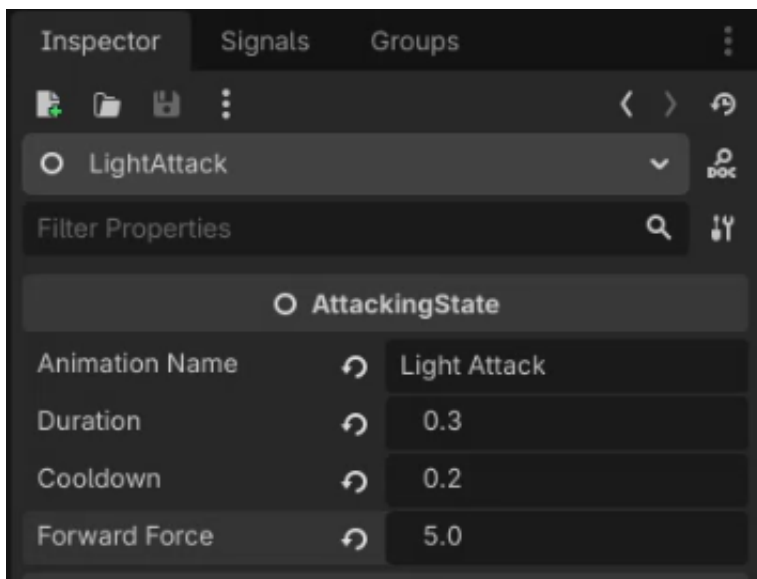 Inspector Signals Groups
LightAttack
DOC
Filter Properties
AttackingState
Animation Name Light Attack
Duration 0.3
Cooldown 0.2
Forward Force 5.0